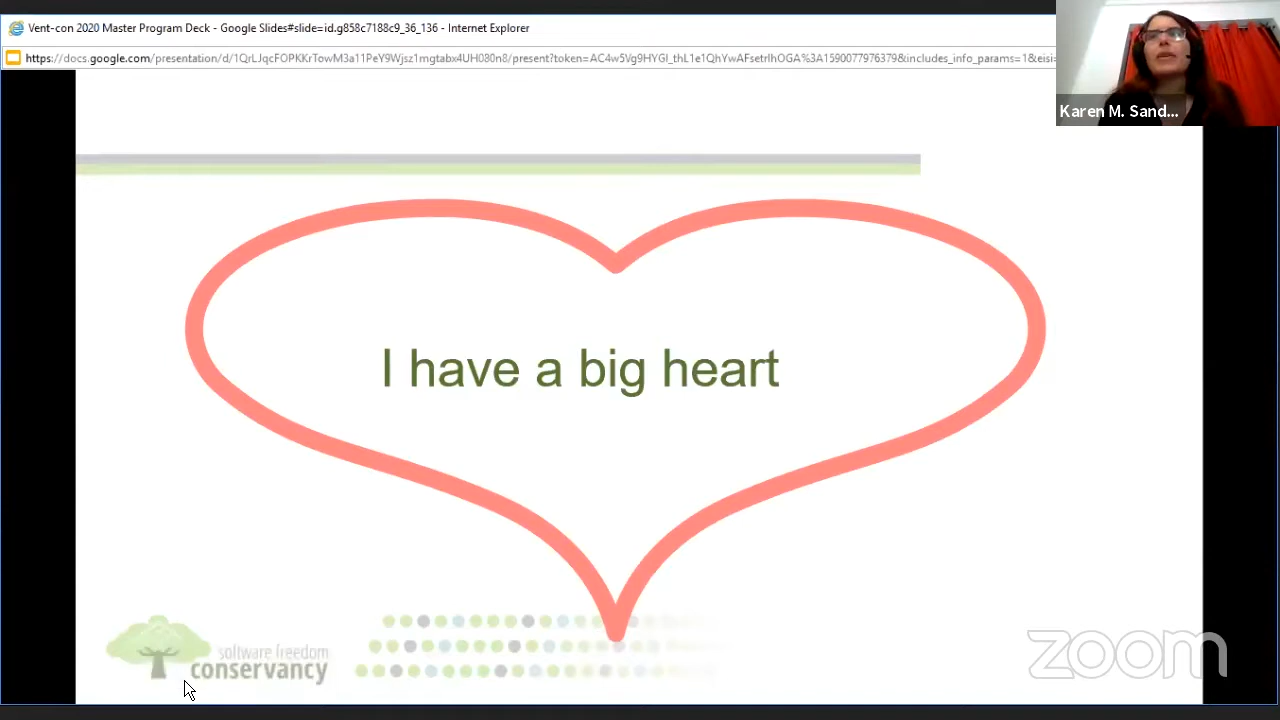 Vent-con 2020 Master Program Deck - Google Slides#slide=id.g858c7188c9_36_136 - Internet Explorer
https://docs.google.com/presentation/d/1QrLJqcFOPKKrTowM3a11PeY9Wjsz1mgtabx4UH080n8/present?token=AC4w5Vg9HYGl_thL1e1QhYwAFsetrlhOGA%3A1590077976379&includes_info_params=1&eisi=
Karen M. Sand...
I have a big heart
software freedom
conservancy
zoom